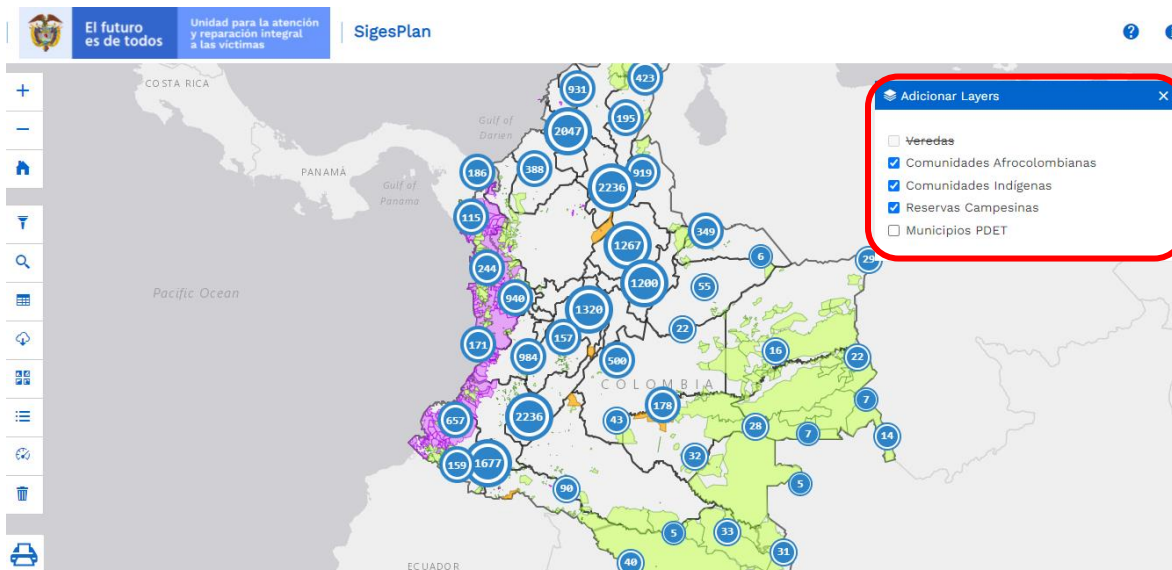 El futuro
es de todos
Unidad para la atención
y reparación integral
a las víctimas
SigesPlan
?
Adicionar Layers
Veredas
Comunidades Afrocolombianas
Comunidades Indígenas
Reservas Campesinas
Municipios PDET
COSTA RICA
PANAMÁ
Gulf of
Darien
Gulf of
Panama
Pacific Ocean
COLOMBIA
ECUADOR
423
931
195
2047
388
186
919
2236
115
349
1267
6
29
244
1200
55
940
1320
22
157
171
984
500
16
22
178
7
657
2236
43
28
7
14
32
159
1677
5
90
5
33
31
40